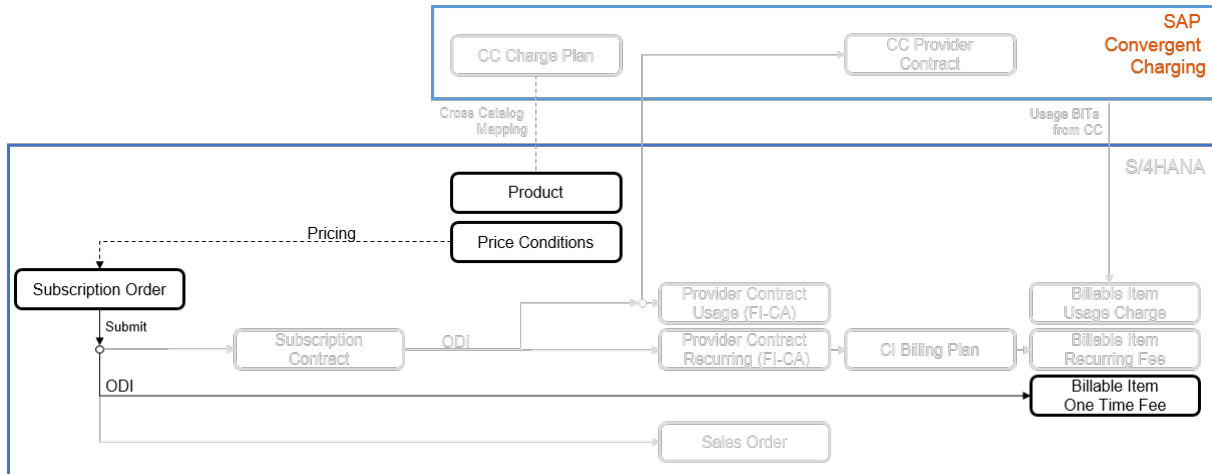 SAP
Convergent
Charging
CC Charge Plan
CC Provider
Contract
Cross Catalog
Mapping
Usage BITs
from CC
S/4HANA
Product
Pricing
Price Conditions
Subscription Order
Submit
Provider Contract
Usage (FI-CA)
Billable Item
Usage Charge
Subscription
Contract
ODI
Provider Contract
Recurring (FI-CA)
CI Billing Plan
Billable Item
Recurring Fee
ODI
Billable Item
One Time Fee
Sales Order